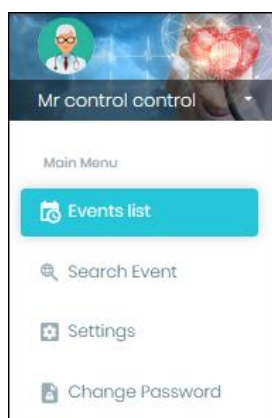 Mr control control
Main Menu
Events list
Search Event
Settings
Change Password